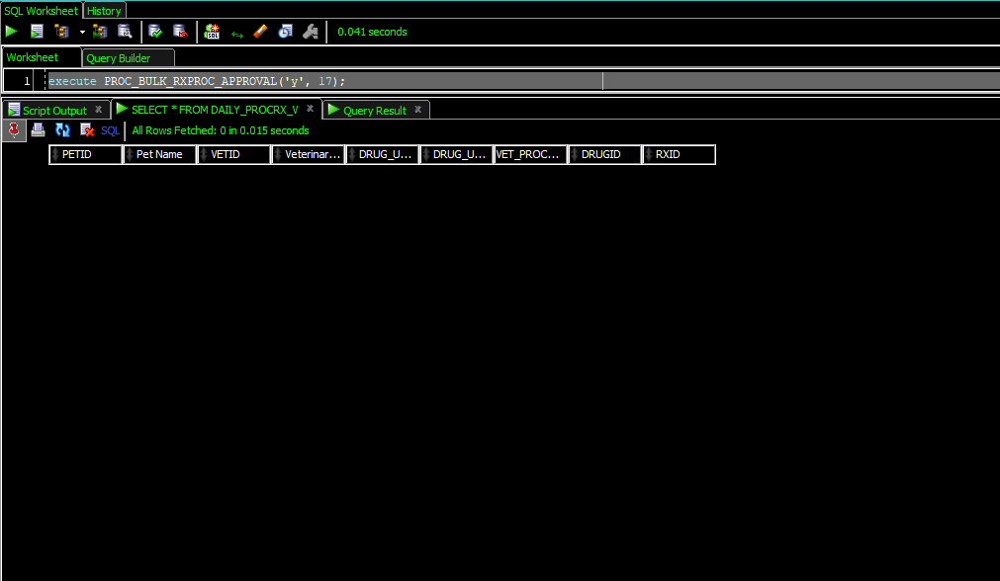 SQL Worksheet History
0.041 seconds
Worksheet Query Builder
1 execute PROC_BULK_RXPROC_APPROVAL('y', 17);
Script Output SELECT * FROM DAILY_PROCRX_V Query Result
SQL All Rows Fetched: 0 in 0.015 seconds
PETID Pet Name VETID Veterinar... DRUG_U... DRUG_U... VET_PROC... DRUGID RXID